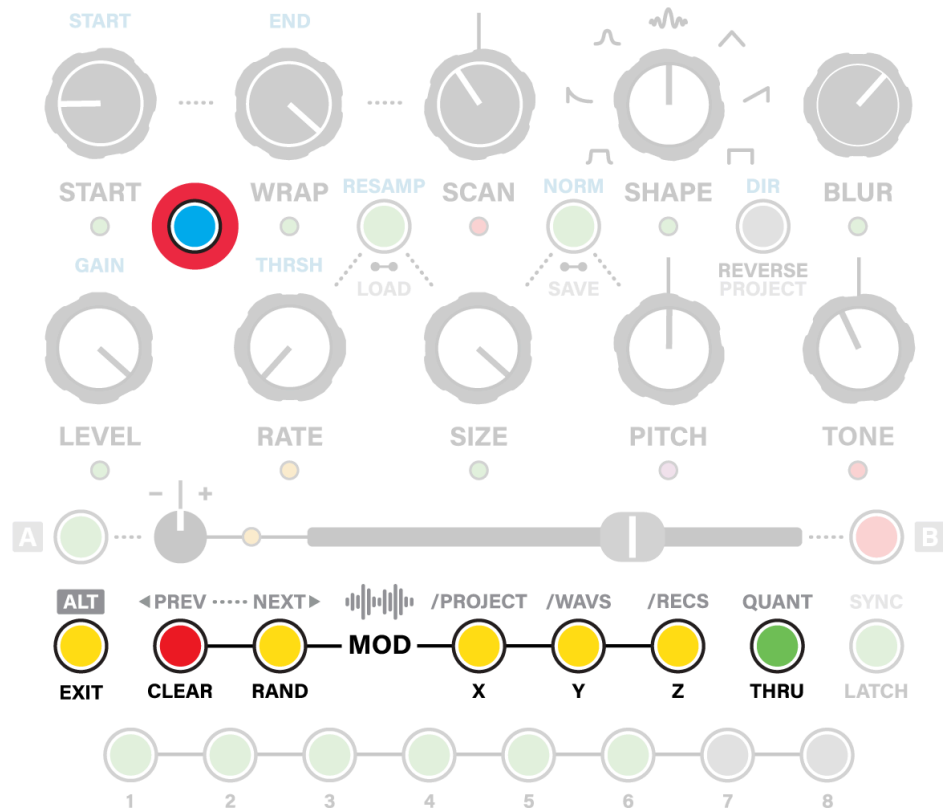 START END
START WRAP RESAMP SCAN NORM SHAPE DIR BLUR
GAIN THRSH LOAD SAVE REVERSE
PROJECT
LEVEL RATE SIZE PITCH TONE
− +
A B
ALT ◀PREV ····· NEXT▶ /PROJECT /WAVS /RECS QUANT SYNC
MOD
EXIT CLEAR RAND X Y Z THRU LATCH
1 2 3 4 5 6 7 8